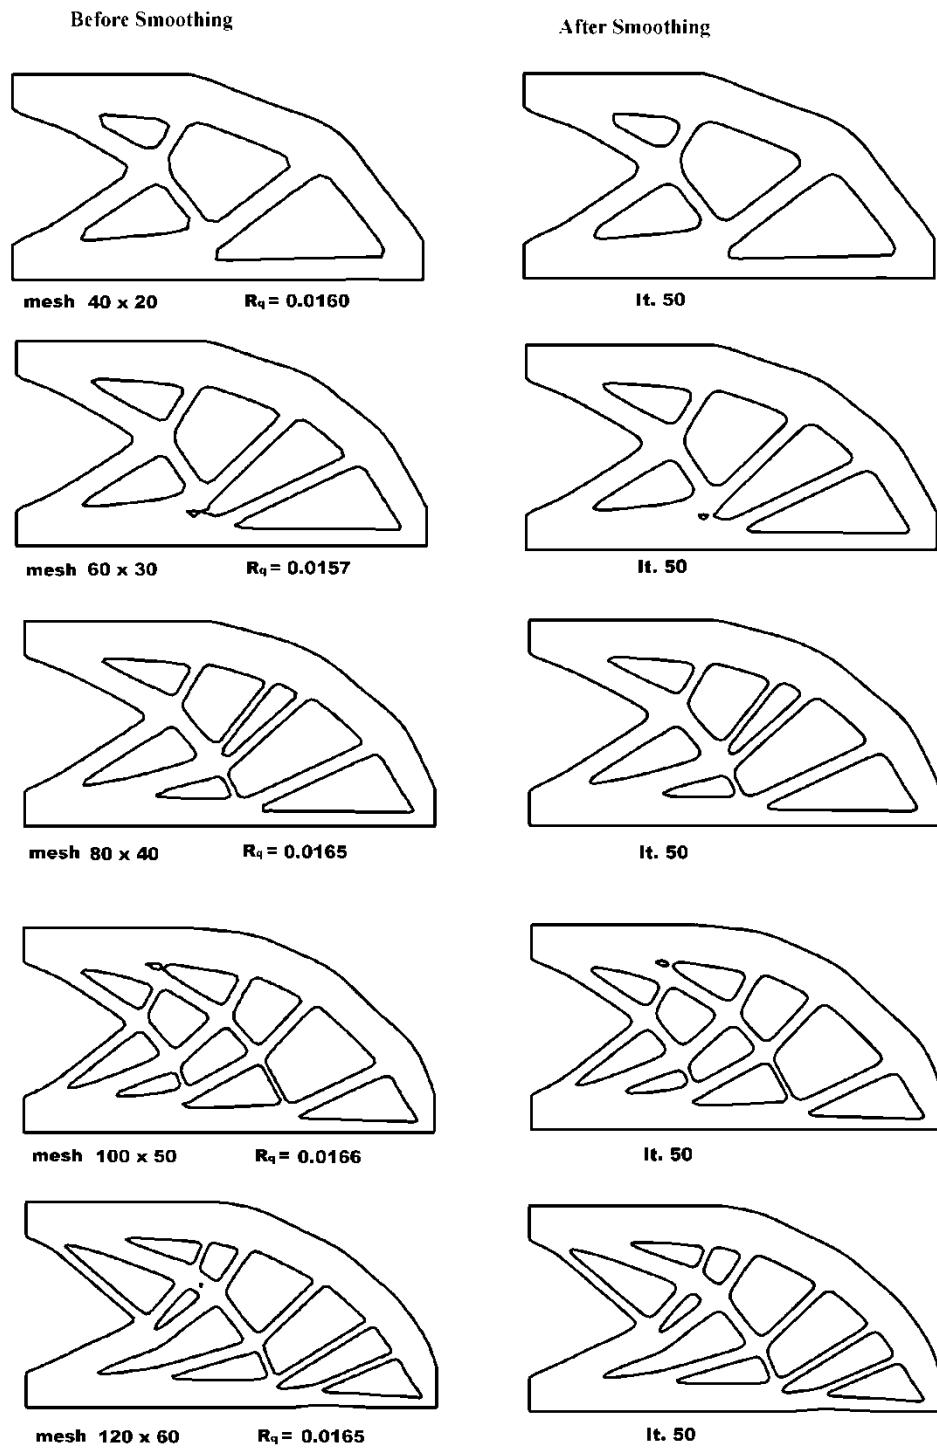 Before Smoothing
After Smoothing
mesh 40 x 20 Rq = 0.0160
It. 50
mesh 60 x 30 Rq = 0.0157
It. 50
mesh 80 x 40 Rq = 0.0165
It. 50
mesh 100 x 50 Rq = 0.0166
It. 50
mesh 120 x 60 Rq = 0.0165
It. 50